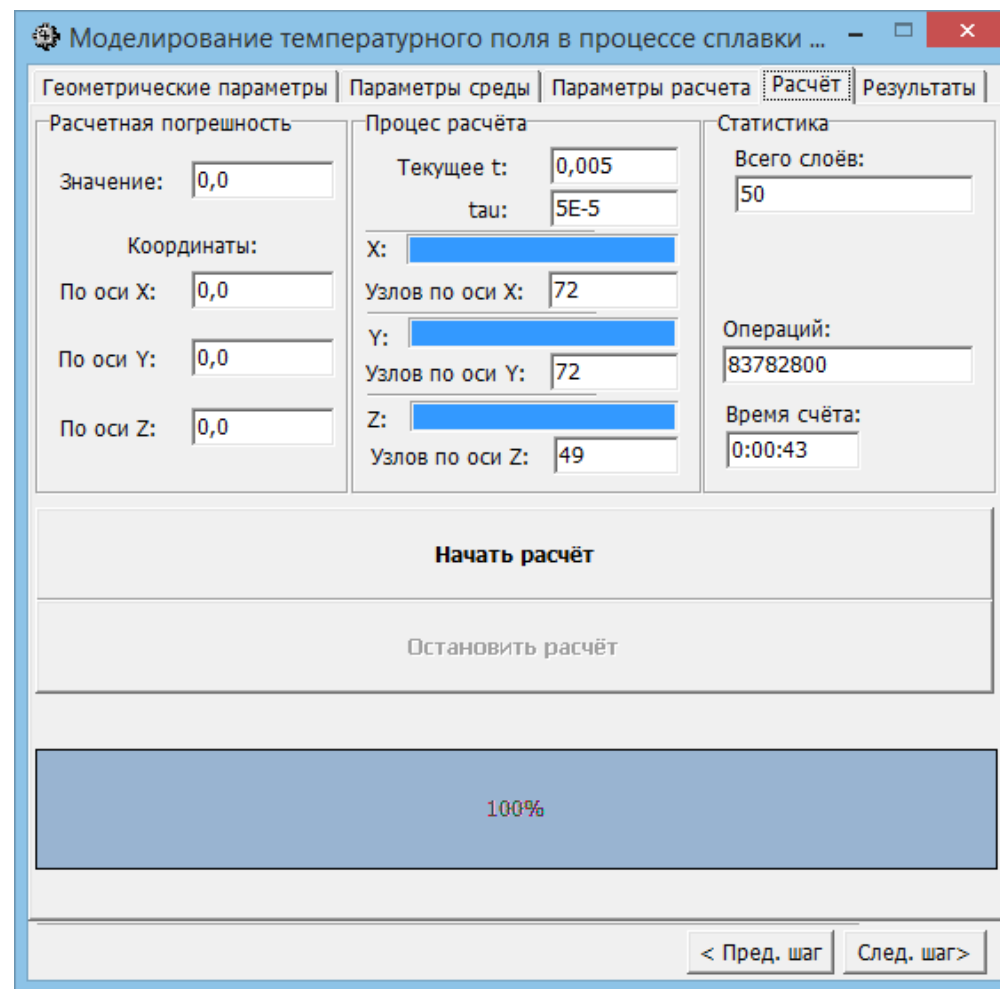 Моделирование температурного поля в процессе сплавки ...
Геометрические параметры Параметры среды Параметры расчета Расчёт Результаты
Расчетная погрешность
Значение: 0,0
Координаты:
По оси X: 0,0
По оси Y: 0,0
По оси Z: 0,0
Процес расчёта
Текущее t: 0,005
tau: 5E-5
X:
Узлов по оси X: 72
Y:
Узлов по оси Y: 72
Z:
Узлов по оси Z: 49
Статистика
Всего слоёв:
50
Операций:
83782800
Время счёта:
0:00:43
Начать расчёт
Остановить расчёт
100%
< Пред. шаг След. шаг>